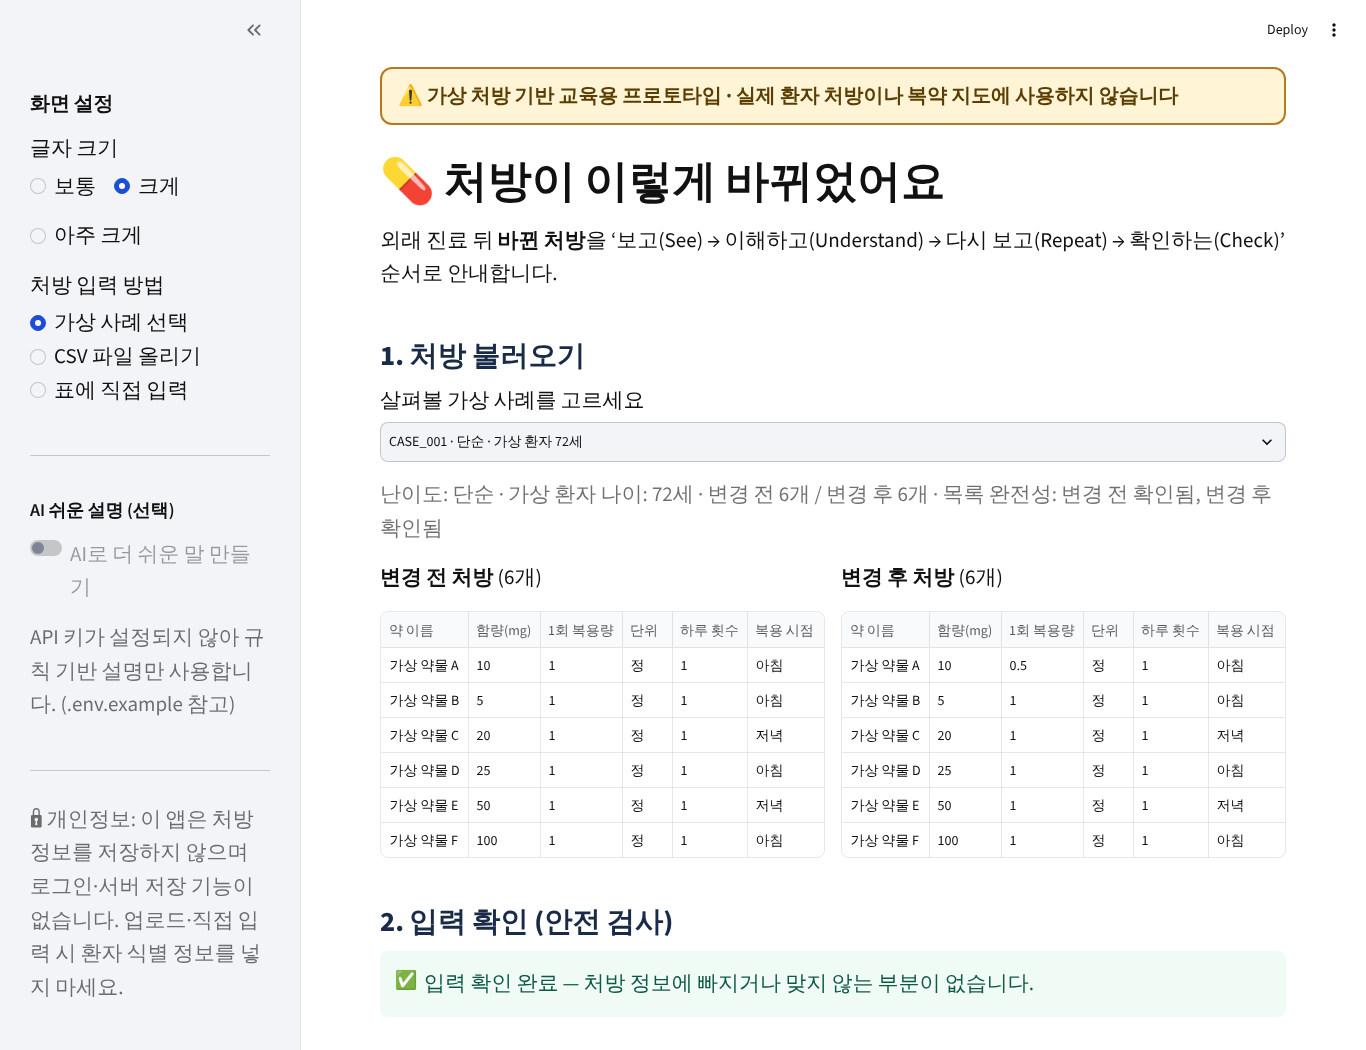 화면 설정
글자 크기
보통 크게
아주 크게
처방 입력 방법
가상 사례 선택
CSV 파일 올리기
표에 직접 입력
AI 쉬운 설명 (선택)
AI로 더 쉬운 말 만들
기
API 키가 설정되지 않아 규
칙 기반 설명만 사용합니
다. (.env.example 참고)
개인정보: 이 앱은 처방
정보를 저장하지 않으며
로그인·서버 저장 기능이
없습니다. 업로드·직접 입
력 시 환자 식별 정보를 넣
지 마세요.
Deploy
가상 처방 기반 교육용 프로토타입 · 실제 환자 처방이나 복약 지도에 사용하지 않습니다
처방이 이렇게 바뀌었어요
외래 진료 뒤 바뀐 처방을 ‘보고(See) → 이해하고(Understand) → 다시 보고(Repeat) → 확인하는(Check)’
순서로 안내합니다.
1. 처방 불러오기
살펴볼 가상 사례를 고르세요
CASE_001 · 단순 · 가상 환자 72세
난이도: 단순 · 가상 환자 나이: 72세 · 변경 전 6개 / 변경 후 6개 · 목록 완전성: 변경 전 확인됨, 변경 후
확인됨
변경 전 처방 (6개)
약 이름 함량(mg) 1회 복용량 단위 하루 횟수 복용 시점
가상 약물 A 10 1 정 1 아침
가상 약물 B 5 1 정 1 아침
가상 약물 C 20 1 정 1 저녁
가상 약물 D 25 1 정 1 아침
가상 약물 E 50 1 정 1 저녁
가상 약물 F 100 1 정 1 아침
변경 후 처방 (6개)
약 이름 함량(mg) 1회 복용량 단위 하루 횟수 복용 시점
가상 약물 A 10 0.5 정 1 아침
가상 약물 B 5 1 정 1 아침
가상 약물 C 20 1 정 1 저녁
가상 약물 D 25 1 정 1 아침
가상 약물 E 50 1 정 1 저녁
가상 약물 F 100 1 정 1 아침
2. 입력 확인 (안전 검사)
입력 확인 완료 — 처방 정보에 빠지거나 맞지 않는 부분이 없습니다.